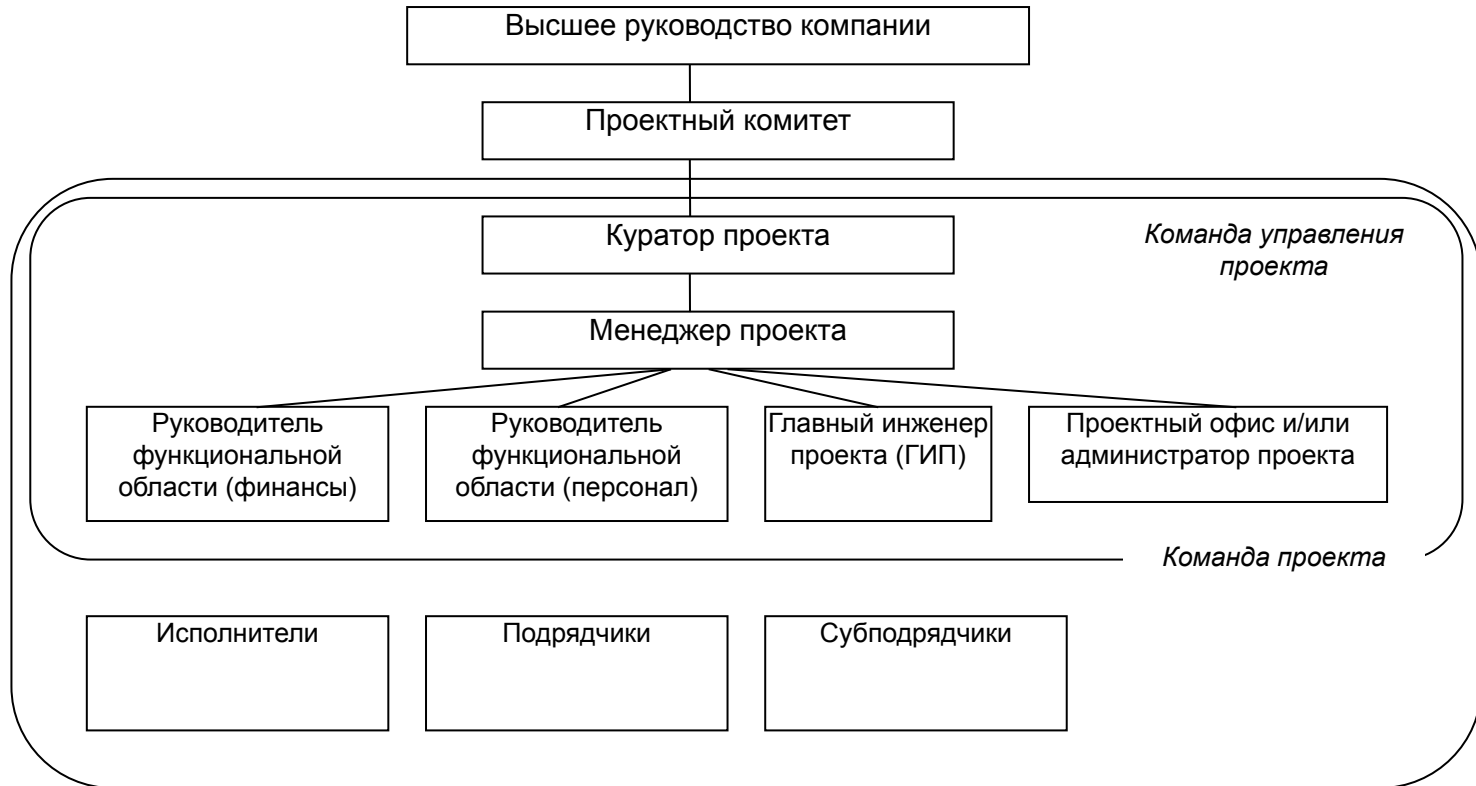 Высшее руководство компании
Проектный комитет
Куратор проекта
Команда управления
проекта
Менеджер проекта
Руководитель
функциональной
области (финансы)
Руководитель
функциональной
области (персонал)
Главный инженер
проекта (ГИП)
Проектный офис и/или
администратор проекта
Команда проекта
Исполнители
Подрядчики
Субподрядчики